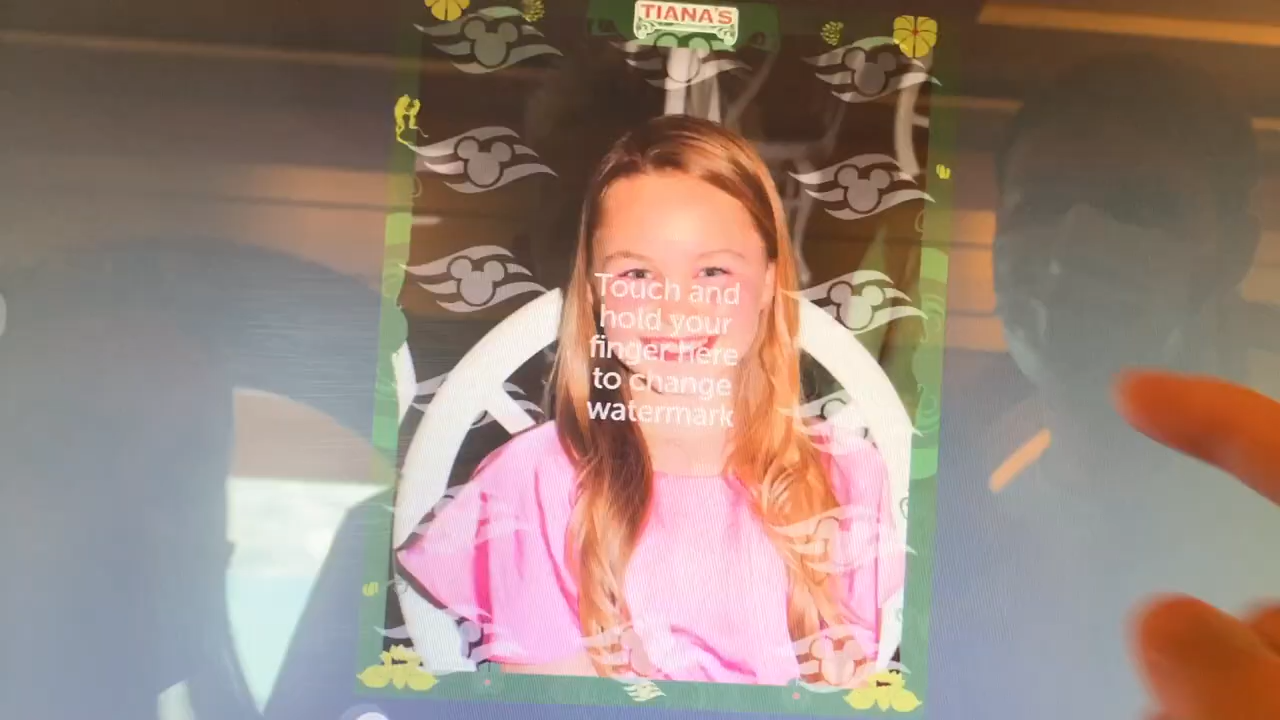 TIANA'S
Touch and
hold your
finger here
to change
watermark